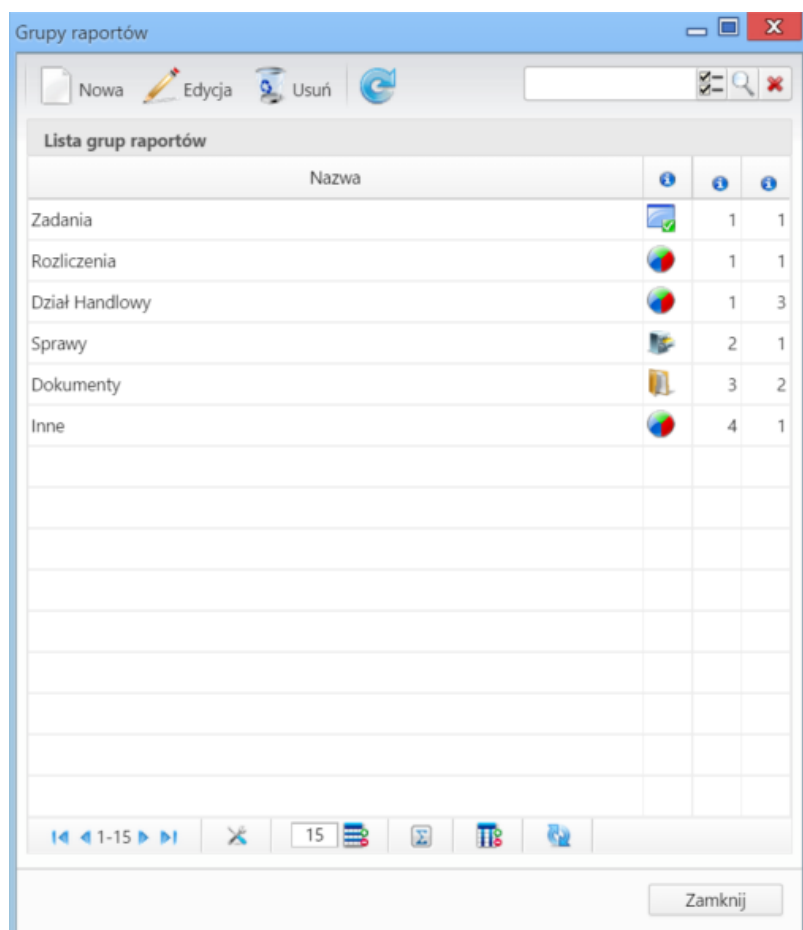 Grupy raportów
Nowa Edycja Usuń
Lista grup raportów
Nazwa
Zadania 1 1
Rozliczenia 1 1
Dział Handlowy 1 3
Sprawy 2 1
Dokumenty 3 2
Inne 4 1
1-15 15
Zamknij